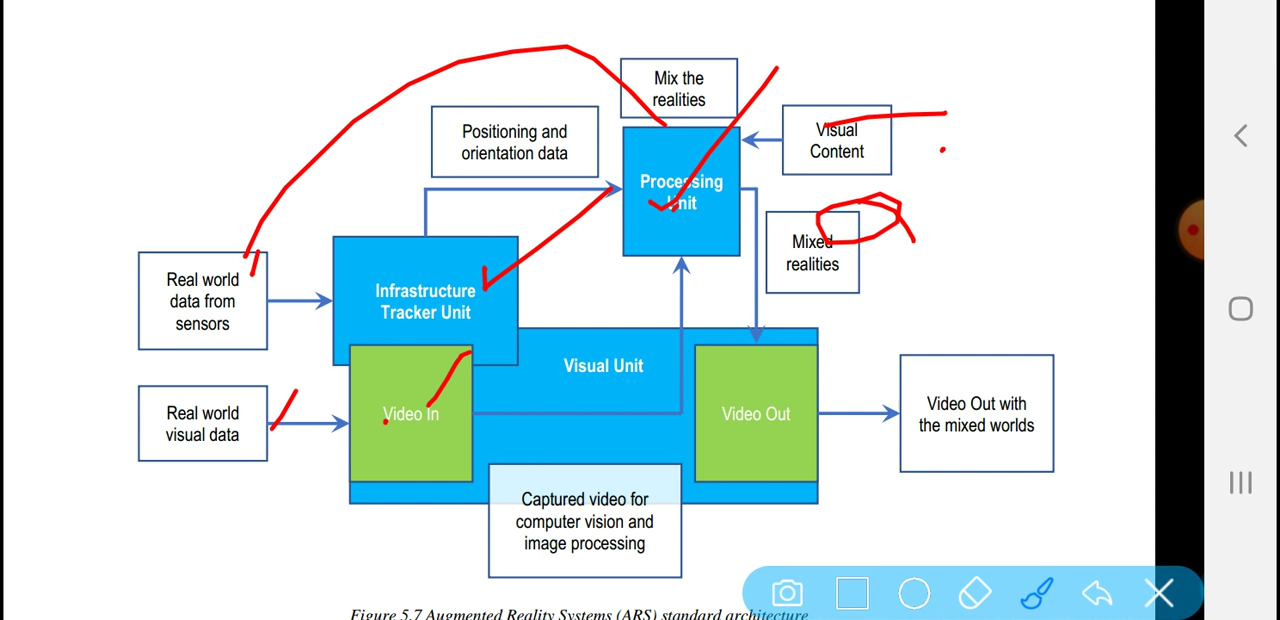 Mix the
realities
Positioning and
orientation data
Visual
Content
Processing
Unit
Mixed
realities
Real world
data from
sensors
Infrastructure
Tracker Unit
Visual Unit
Real world
visual data
Video In
Video Out
Video Out with
the mixed worlds
Captured video for
computer vision and
image processing
Figure 5.7 Augmented Reality Systems (ARS) standard architecture